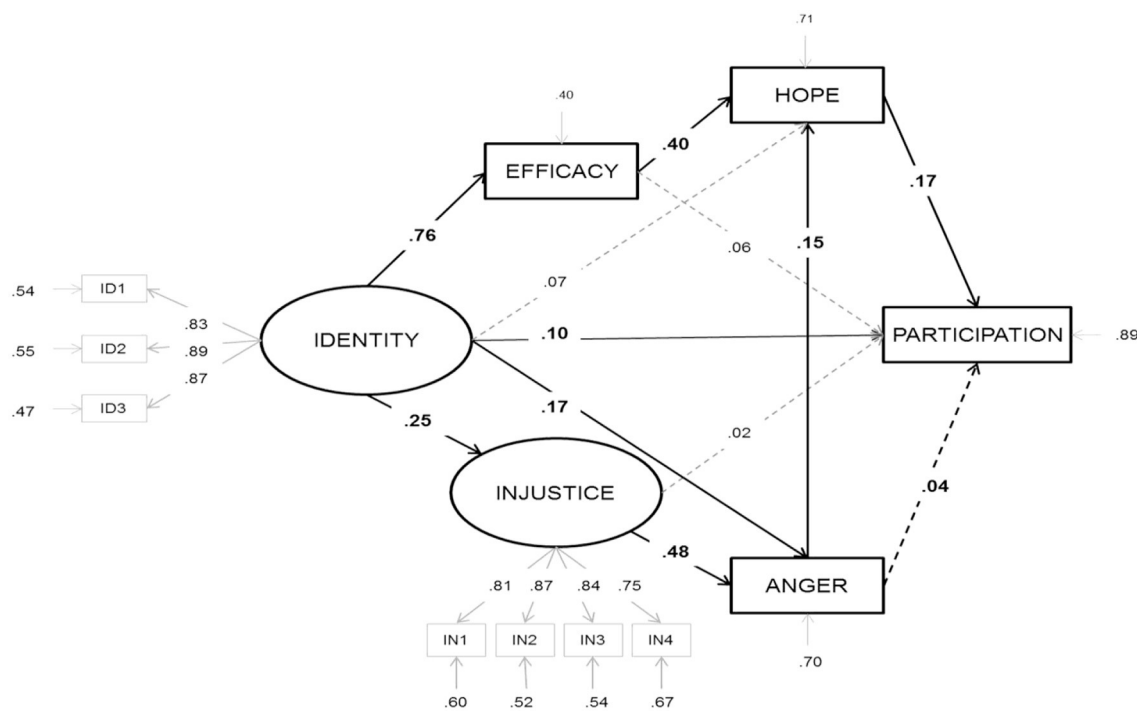 .71
HOPE
.40
EFFICACY
.40
.17
.76
.15
.06
.07
.54
ID1
.83
IDENTITY
.10
PARTICIPATION
.89
.55
ID2
.89
.87
.47
ID3
.25
.17
.02
INJUSTICE
.04
.48
ANGER
.81
.87
.84
.75
IN1
IN2
IN3
IN4
.70
.60
.52
.54
.67